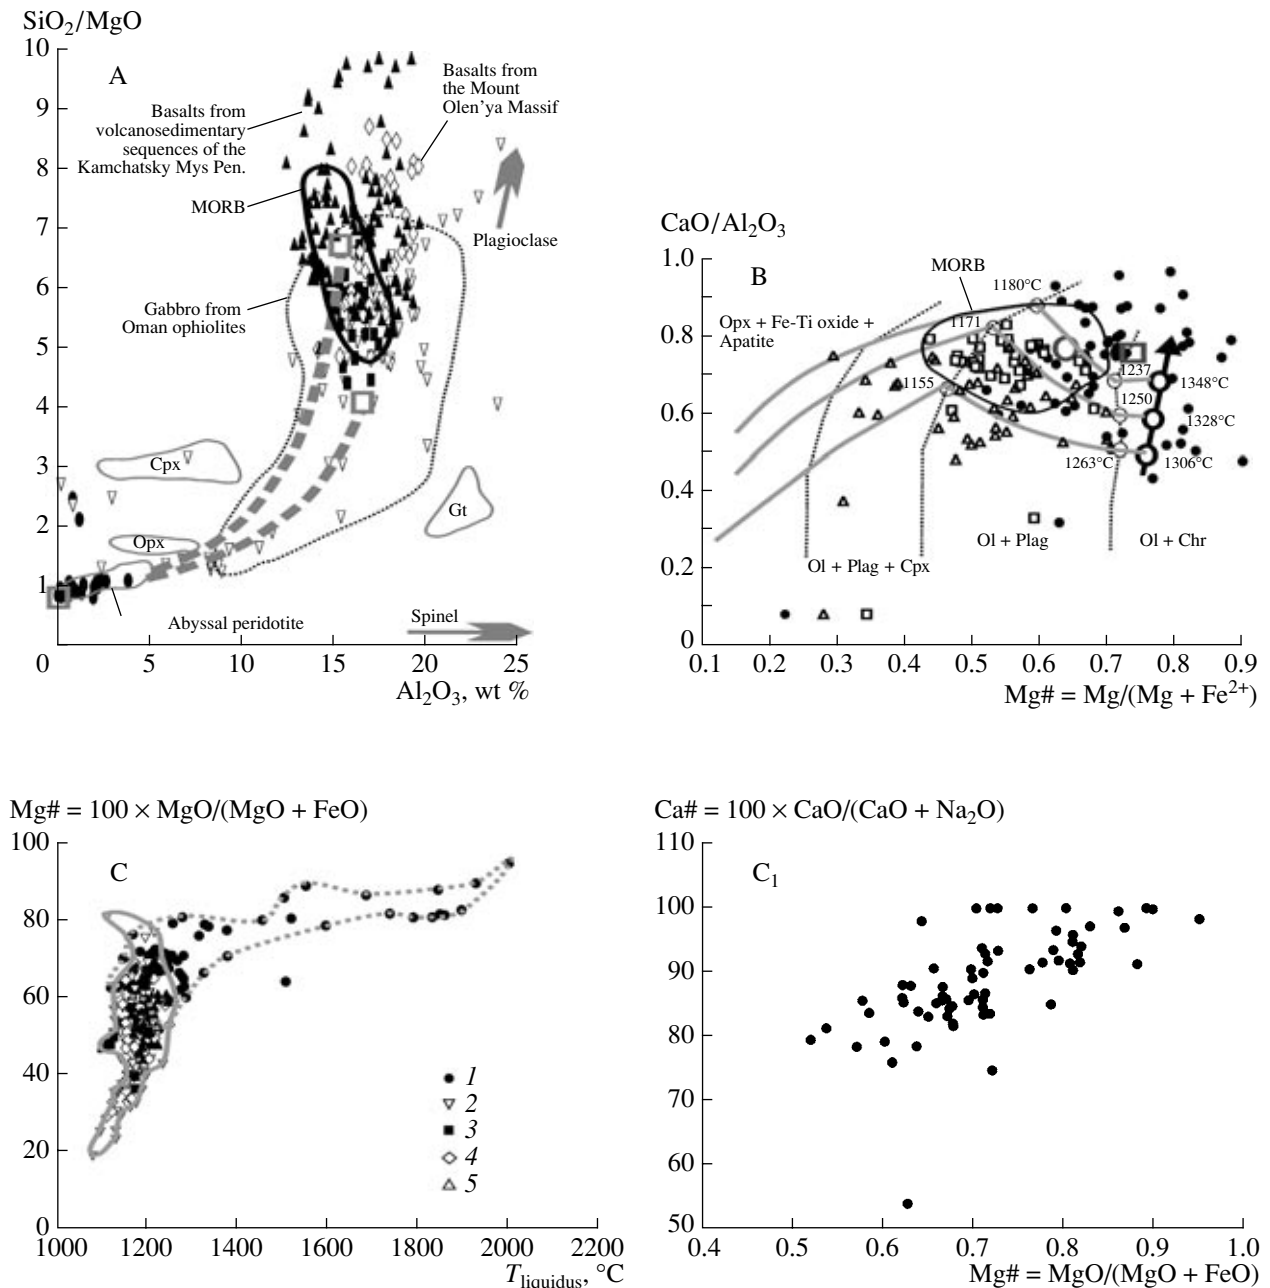 SiO2/MgO
10
A
9
8
7
6
5
4
3
2
1
0
Basalts from
volcanosedimentary
sequences of the
Kamchatsky Mys Pen.
Basalts from
the Mount
Olen'ya Massif
MORB
Plagioclase
Gabbro from
Oman ophiolites
Cpx
Opx
Gt
Abyssal peridotite
Spinel
5 10 15 20 25
Al2O3, wt %
CaO/Al2O3
1.0
B
MORB
1180°C
1171
Opx + Fe-Ti oxide +
Apatite
0.8
1155
1237
1250
1348°C
0.6
1328°C
1263°C
1306°C
0.4
Ol + Plag
Ol + Chr
Ol + Plag + Cpx
0.2
0
0.1 0.2 0.3 0.4 0.5 0.6 0.7 0.8 0.9
Mg# = Mg/(Mg + Fe2+)
Mg# = 100 × MgO/(MgO + FeO)
100
C
80
60
40
20
0
1
2
3
4
5
1000 1200 1400 1600 1800 2000 2200
Tliquidus, °C
Ca# = 100 × CaO/(CaO + Na2O)
110
C1
100
90
80
70
60
50
0.4 0.5 0.6 0.7 0.8 0.9 1.0
Mg# = MgO/(MgO + FeO)